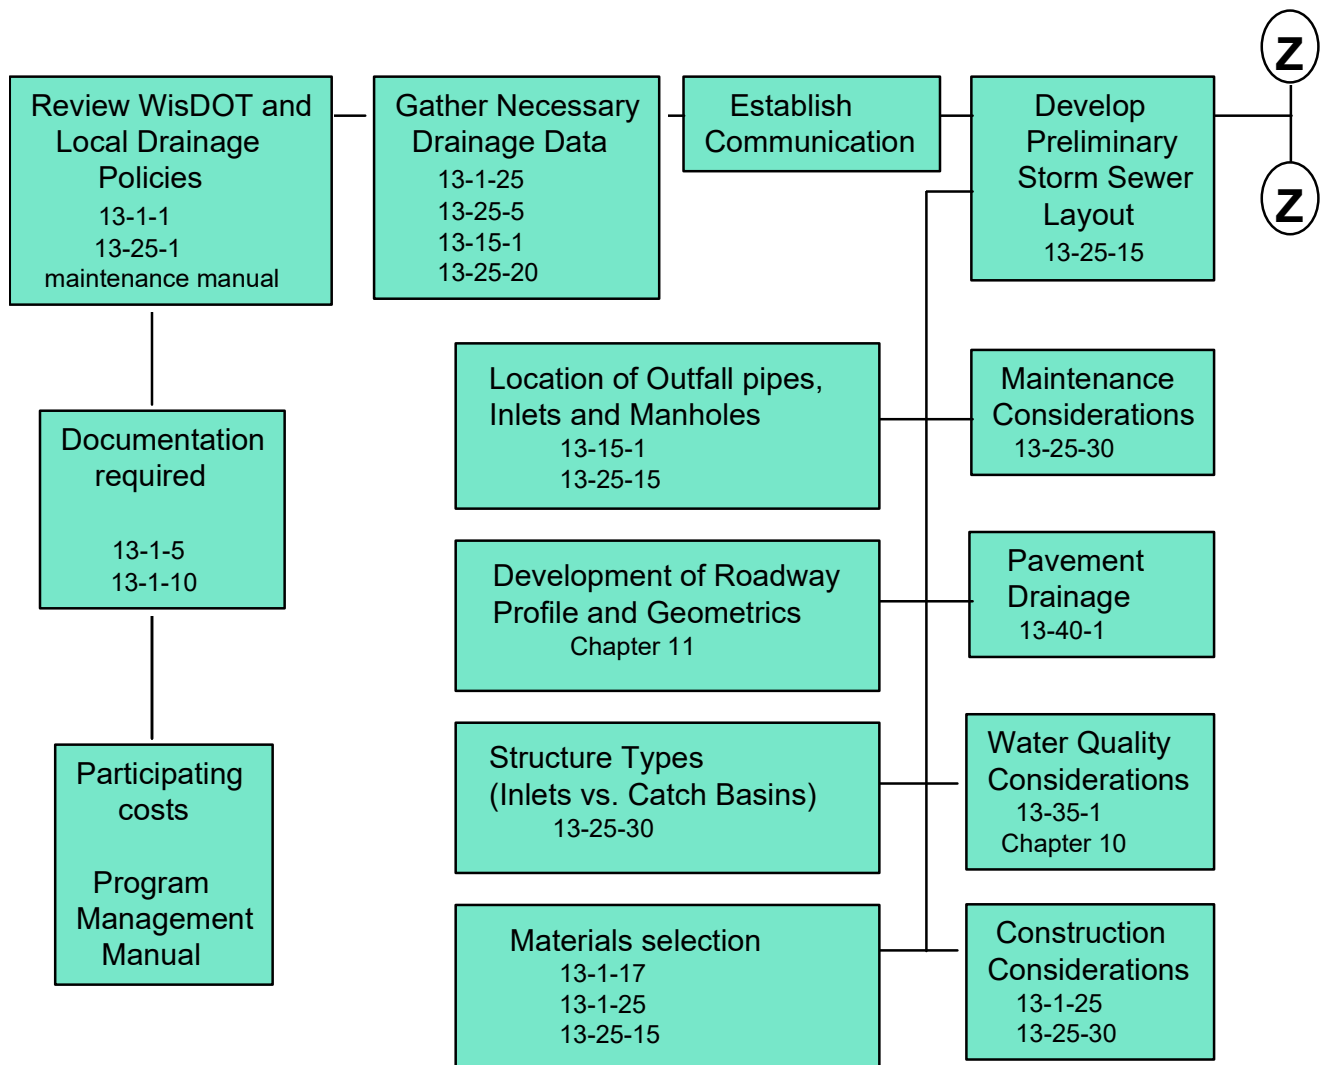 Review WisDOT and
Local Drainage
Policies
13-1-1
13-25-1
maintenance manual
Gather Necessary
Drainage Data
13-1-25
13-25-5
13-15-1
13-25-20
Establish
Communication
Develop
Preliminary
Storm Sewer
Layout
13-25-15
Z
Z
Documentation
required
13-1-5
13-1-10
Participating
costs
Program
Management
Manual
Location of Outfall pipes,
Inlets and Manholes
13-15-1
13-25-15
Maintenance
Considerations
13-25-30
Development of Roadway
Profile and Geometrics
Chapter 11
Pavement
Drainage
13-40-1
Structure Types
(Inlets vs. Catch Basins)
13-25-30
Water Quality
Considerations
13-35-1
Chapter 10
Materials selection
13-1-17
13-1-25
13-25-15
Construction
Considerations
13-1-25
13-25-30